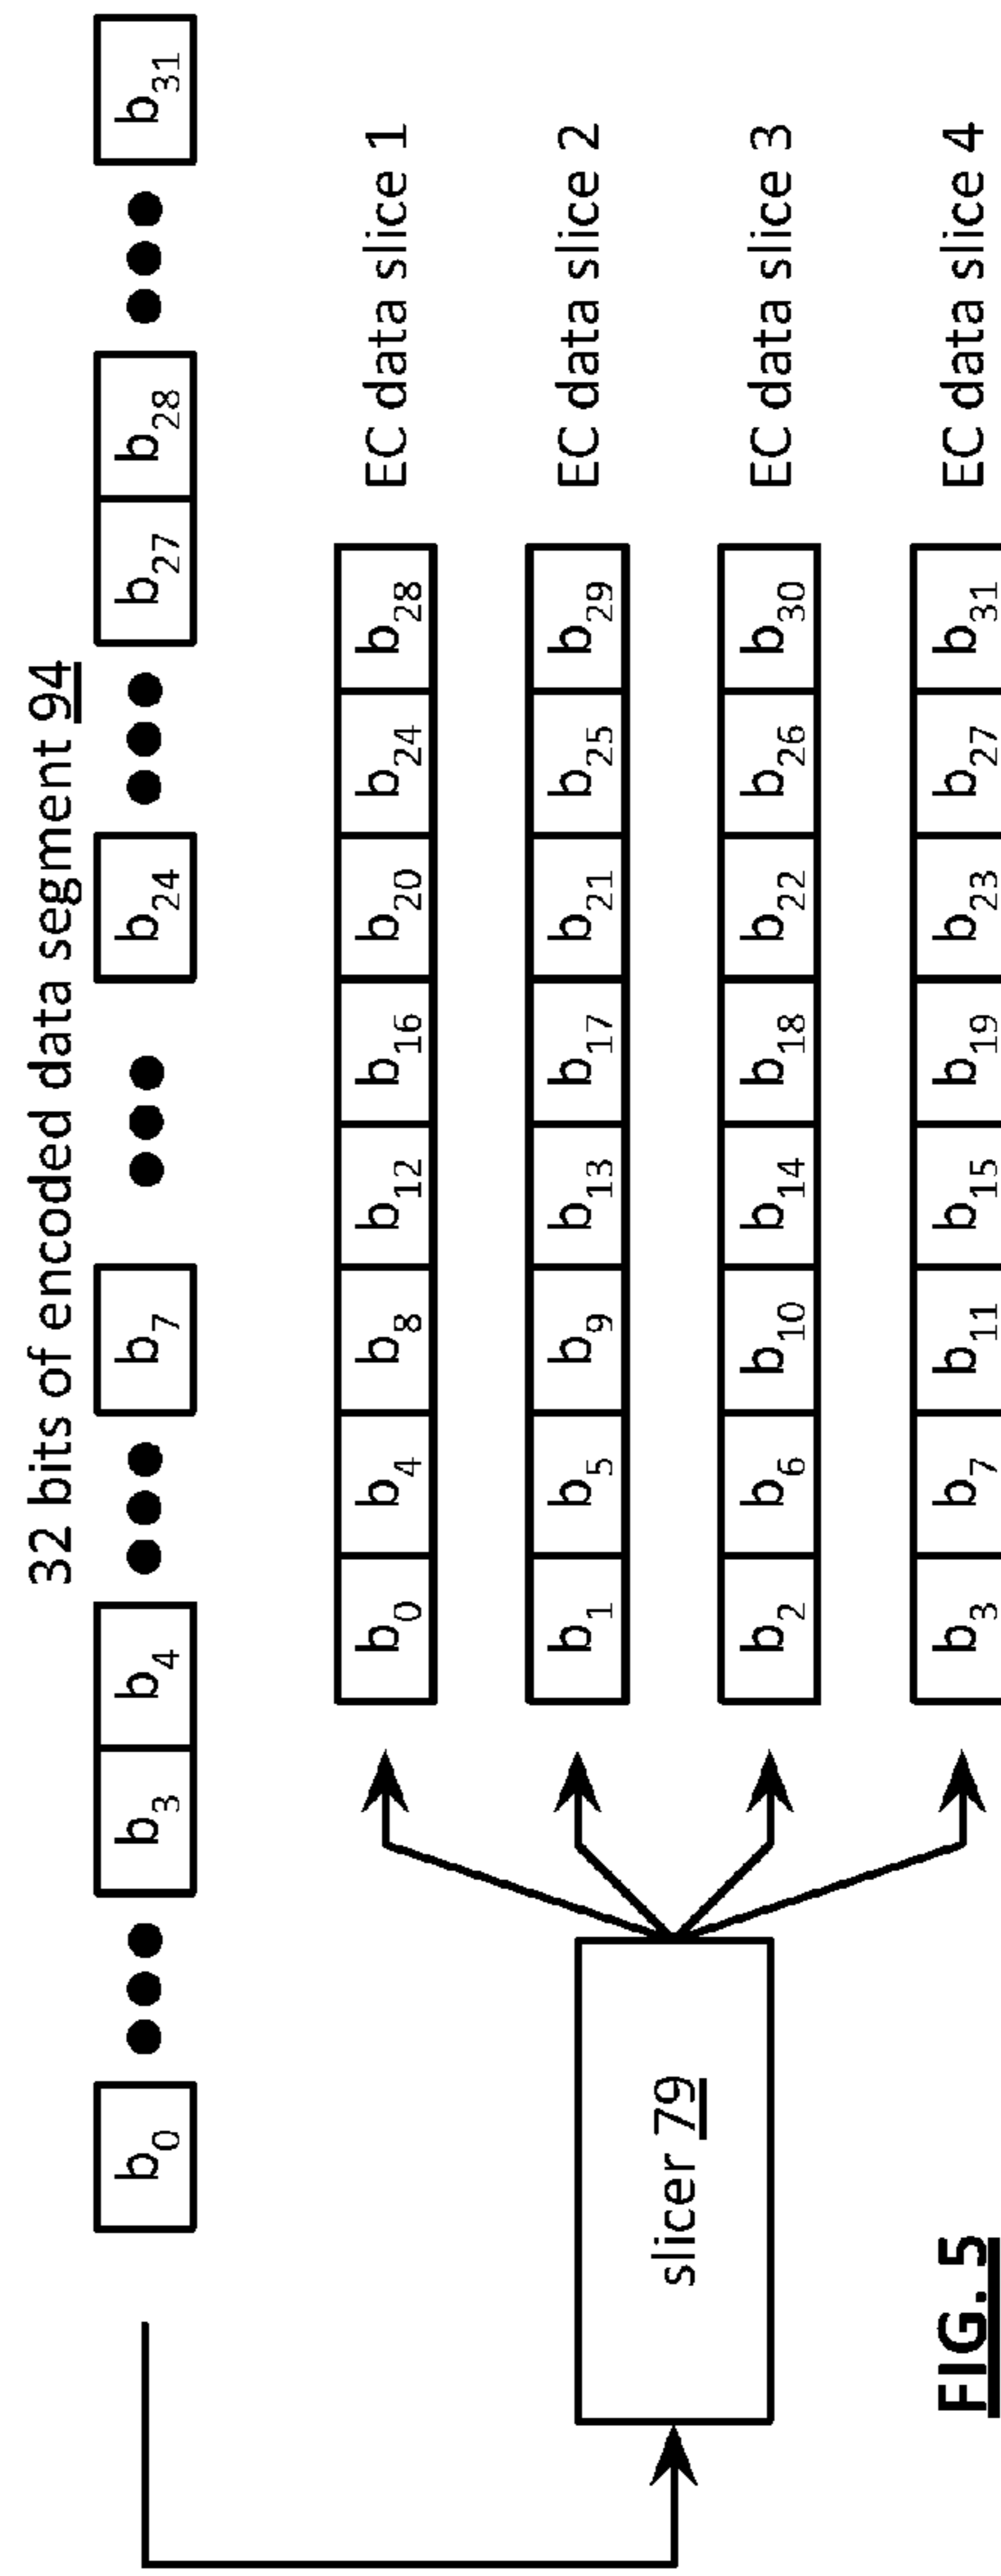 32 bits of encoded data segment 94
b0 ●●● b3 b4 ●●● b7 ●●● b24 ●●● b27 b28 ●●● b31
b0 b4 b8 b12 b16 b20 b24 b28 EC data slice 1
b1 b5 b9 b13 b17 b21 b25 b29 EC data slice 2
slicer 79
b2 b6 b10 b14 b18 b22 b26 b30 EC data slice 3
b3 b7 b11 b15 b19 b23 b27 b31 EC data slice 4
FIG. 5